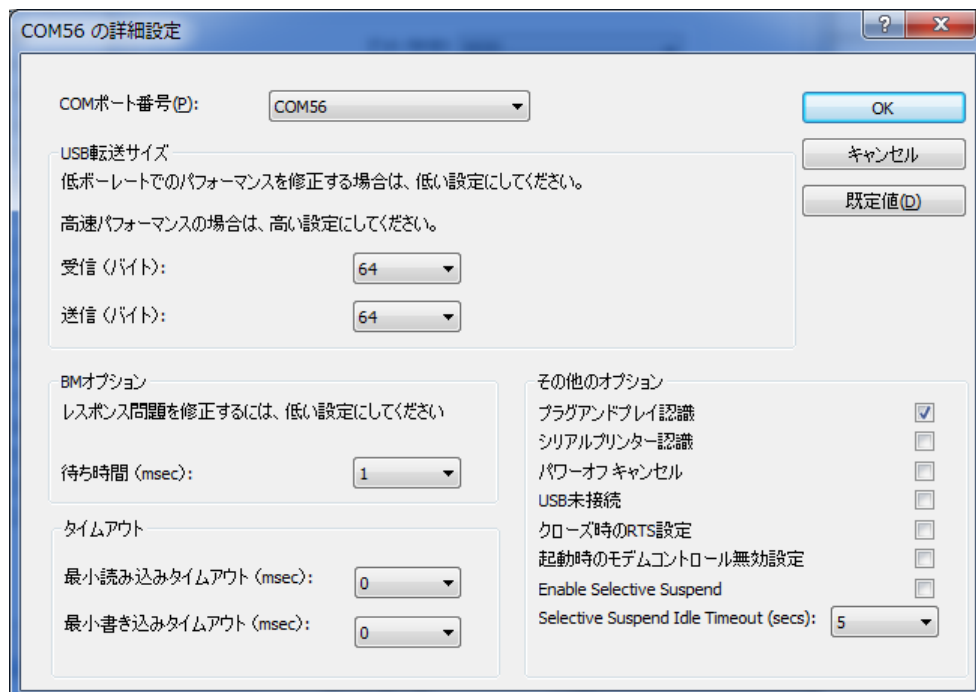 COM56 の詳細設定
COMポート番号(P):
COM56
OK
キャンセル
既定値(D)
USB転送サイズ
低ボーレートでのパフォーマンスを修正する場合は、低い設定にしてください。
高速パフォーマンスの場合は、高い設定にしてください。
受信 (バイト):
64
送信 (バイト):
64
BMオプション
レスポンス問題を修正するには、低い設定にしてください
待ち時間 (msec):
1
タイムアウト
最小読み込みタイムアウト (msec):
0
最小書き込みタイムアウト (msec):
0
その他のオプション
プラグアンドプレイ認識
シリアルプリンター認識
パワーオフ キャンセル
USB未接続
クローズ時のRTS設定
起動時のモデムコントロール無効設定
Enable Selective Suspend
Selective Suspend Idle Timeout (secs):
5